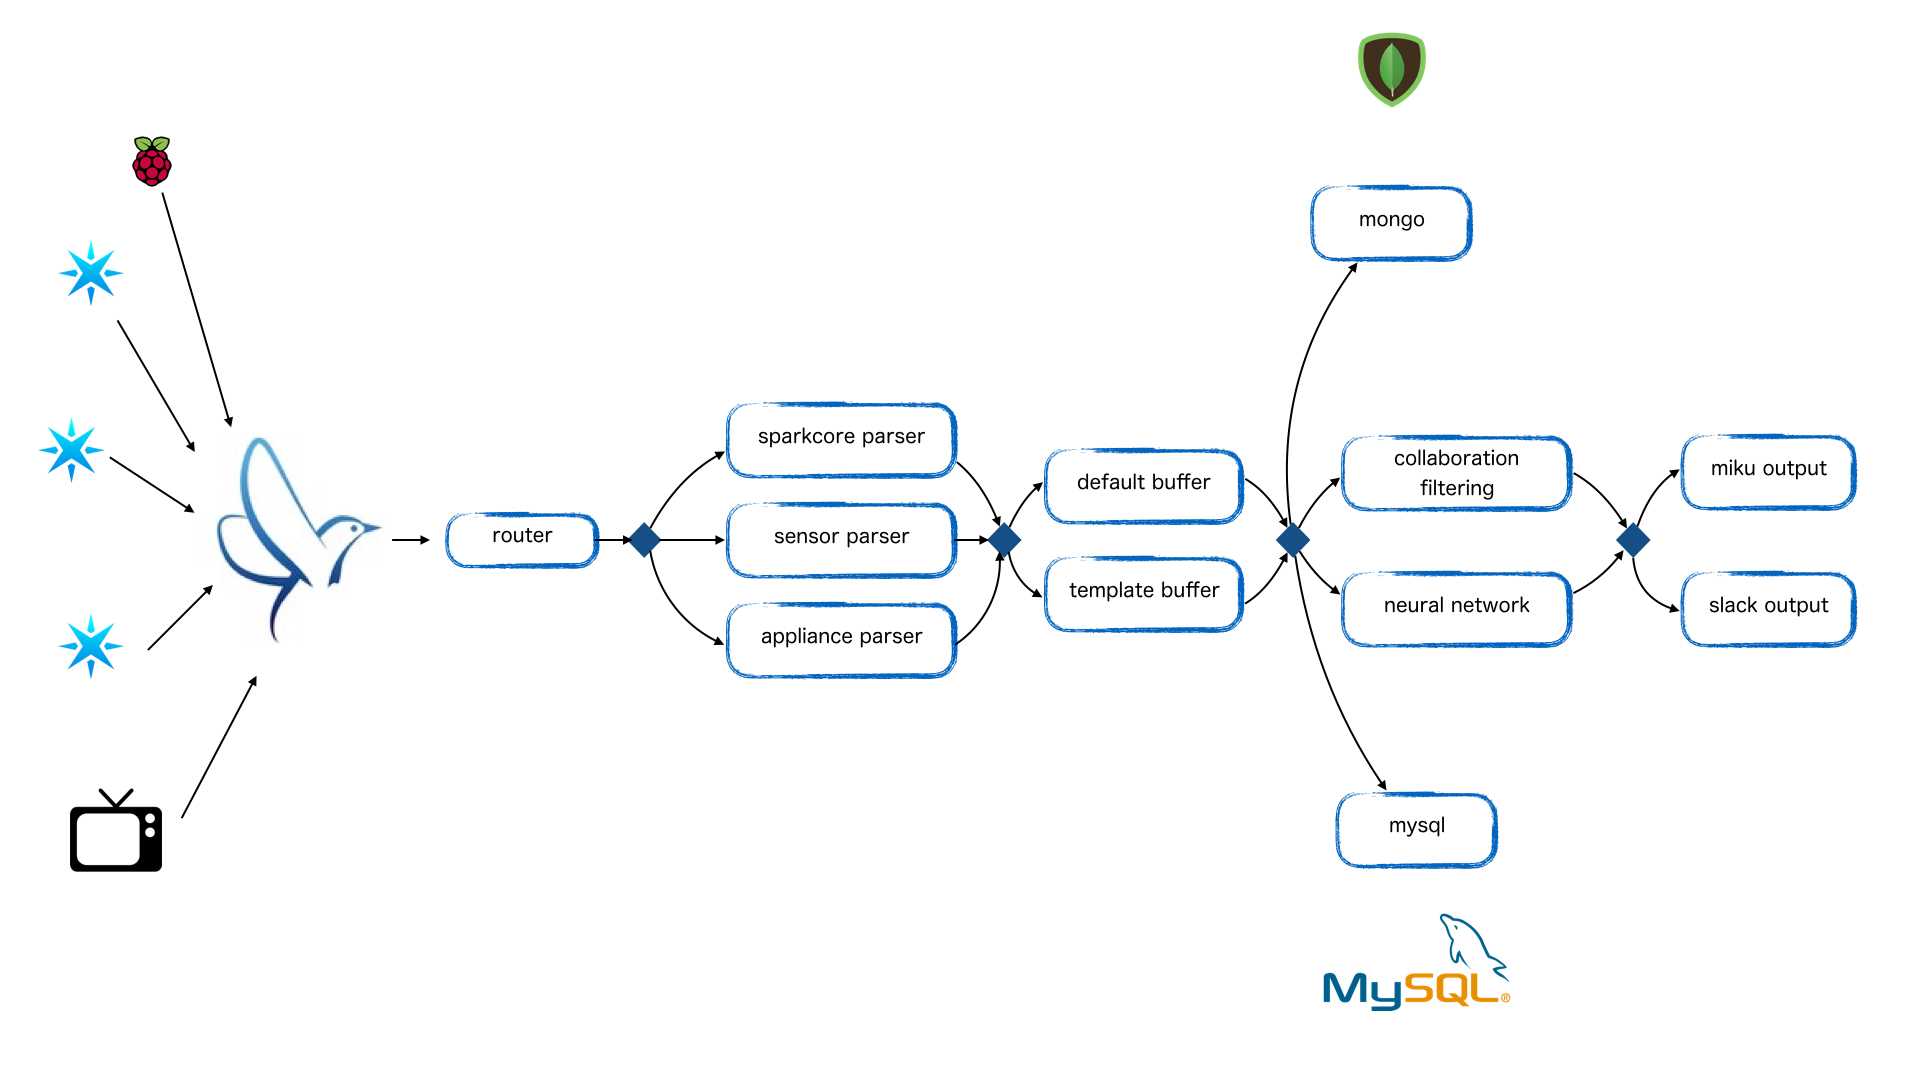 mongo
sparkcore parser
collaboration
filtering
miku output
default buffer
router
sensor parser
template buffer
neural network
slack output
appliance parser
mysql
MySQL®